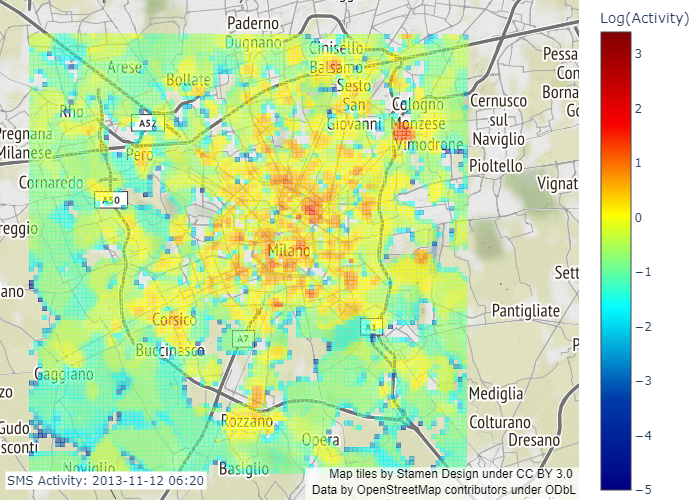 Log(Activity)
3
2
1
0
−1
−2
−3
−4
−5
Paderno
Dugnano
Cinisello
Balsamo
Arese
Bollate
Sesto
San
Giovanni
Rho
A52
Cologno
Monzese
Vimodrone
Cernusco
sul
Naviglio
Pessa
Con
Borna
Go
Pregnana
Milanese
Pero
Pioltello
Cornaredo
Vignat
A50
reggio
Milano
Sett
ano
Pantigliate
Corsico
A7
A1
Buccinasco
P
Gaggiano
zo
Mediglia
Rozzano
Colturano
Gudo
sconti
Opera
Dresano
Noviglio
Basiglio
SMS Activity: 2013-11-12 06:20
Map tiles by Stamen Design under CC BY 3.0
Data by OpenStreetMap contributors under ODbL